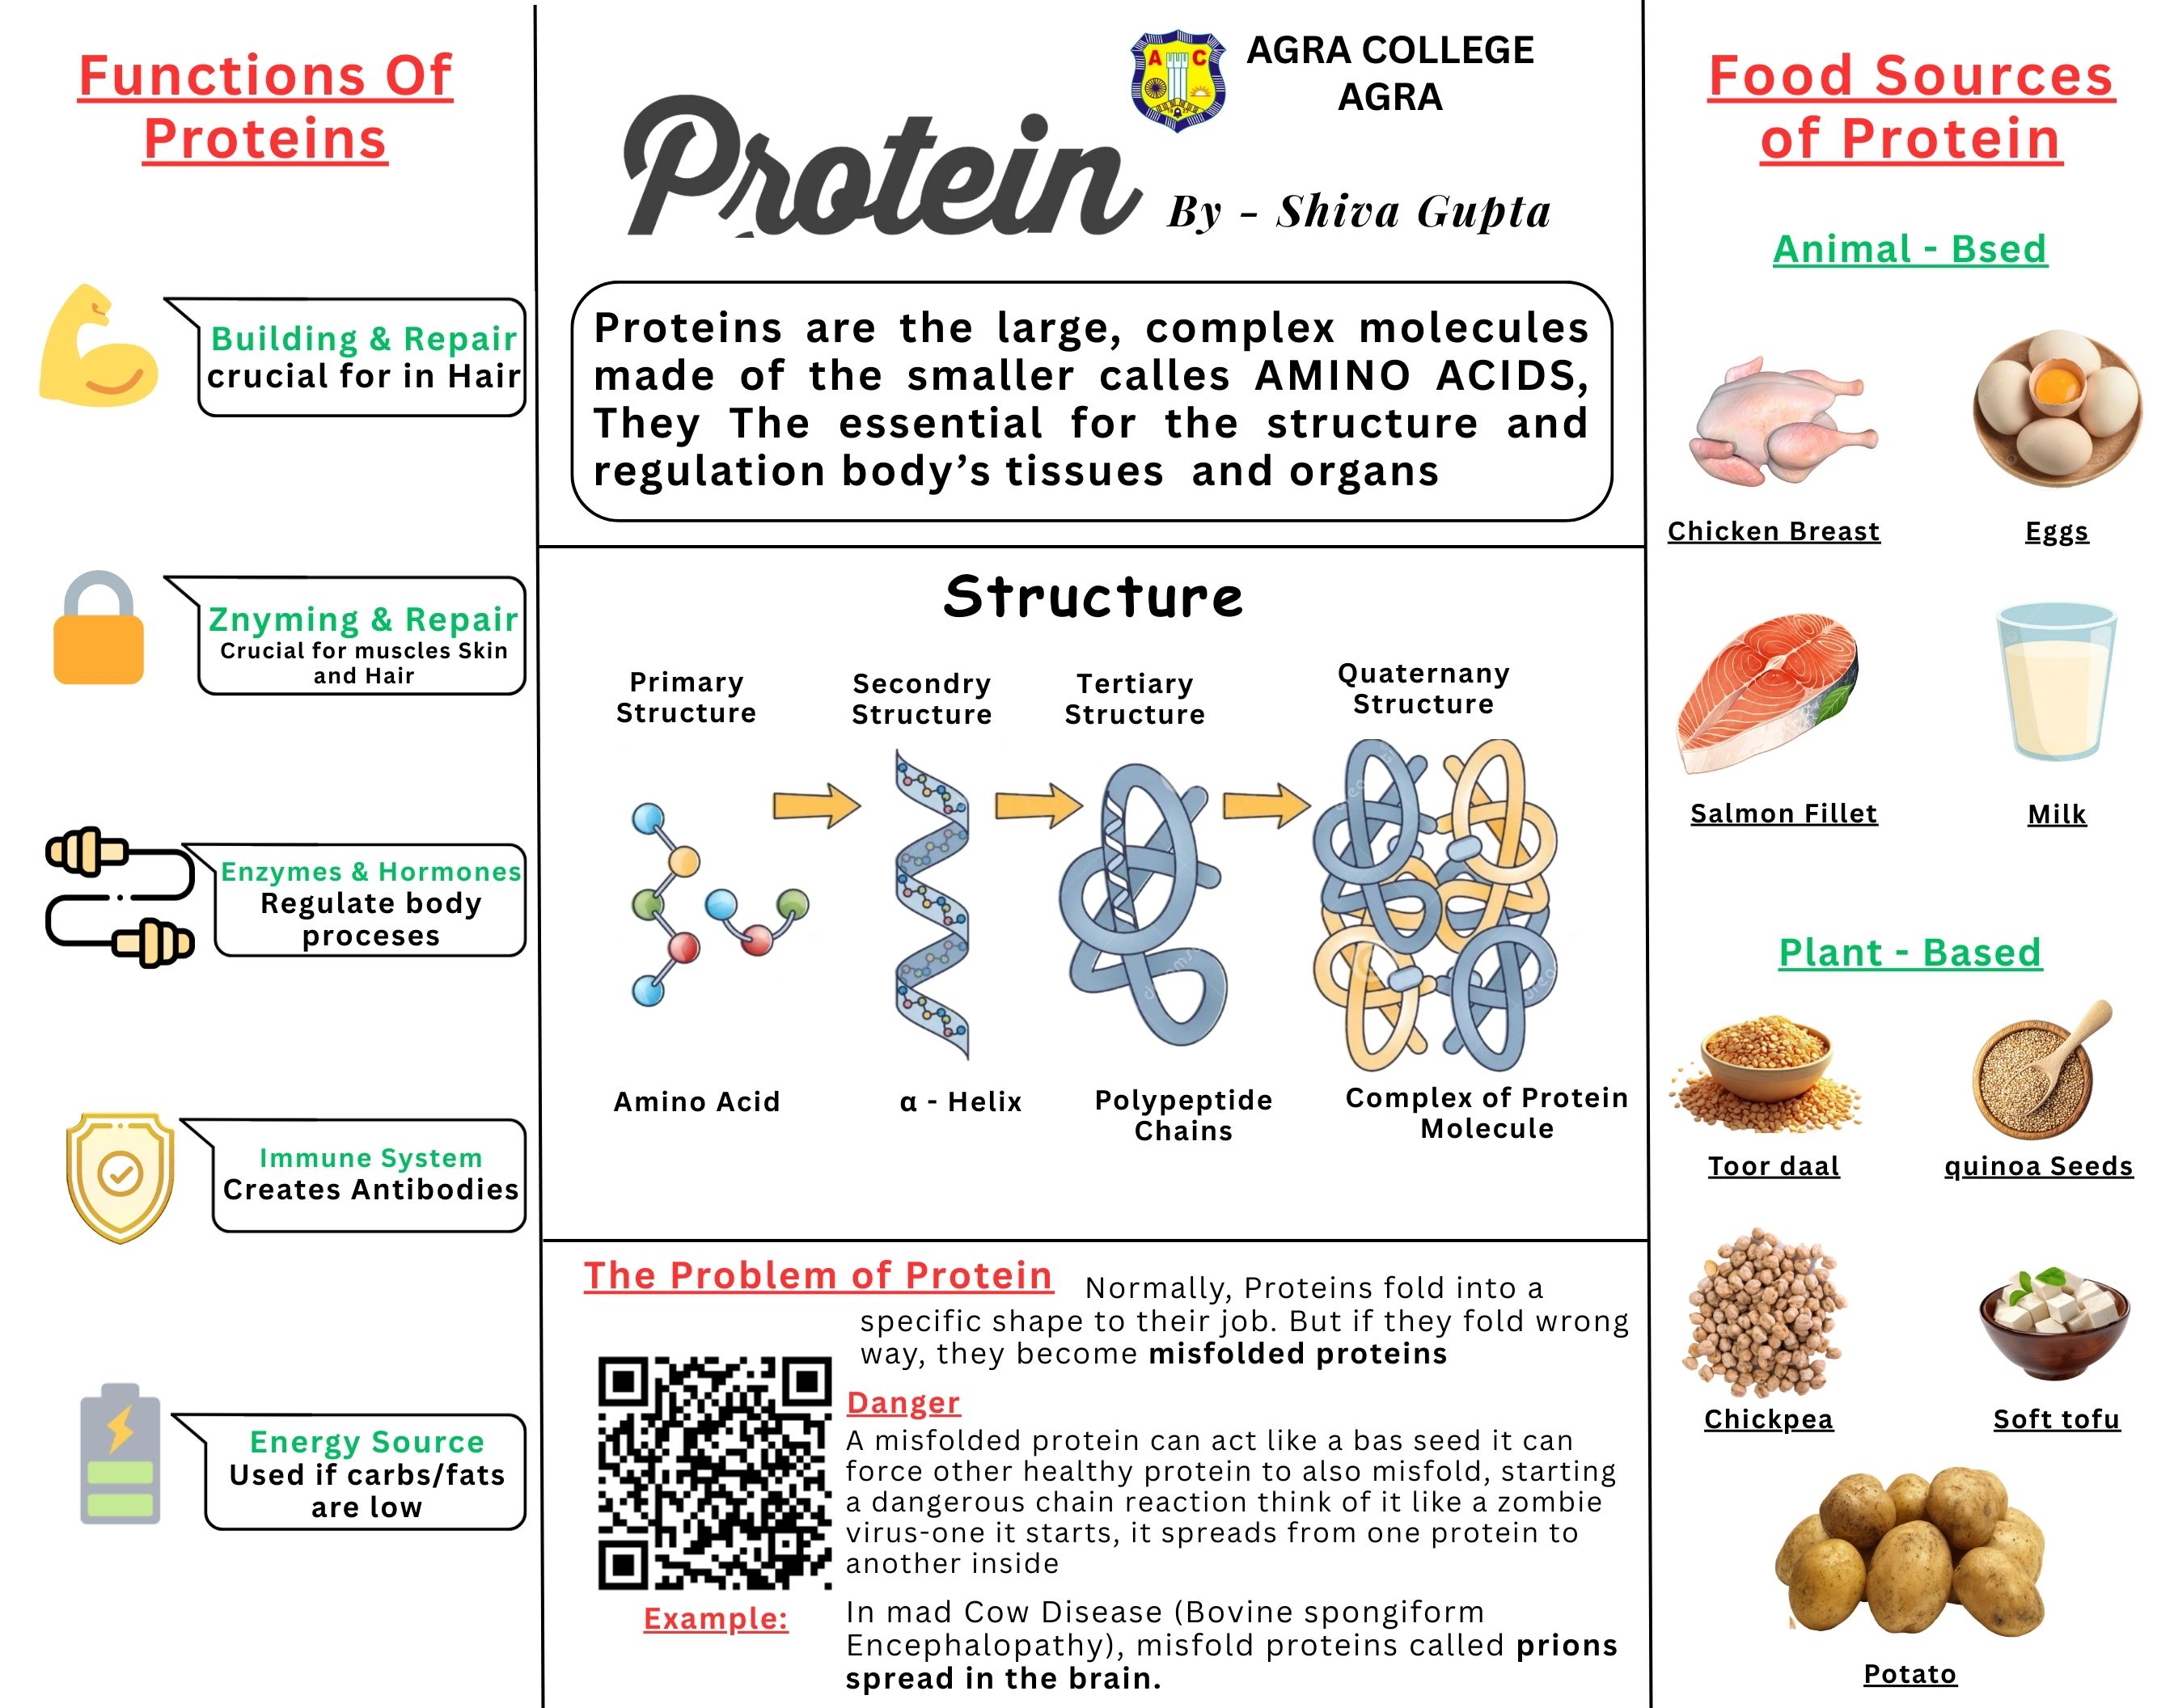 Functions Of
Proteins
Building & Repair
crucial for in Hair
Znyming & Repair
Crucial for muscles Skin
and Hair
Enzymes & Hormones
Regulate body
proceses
Immune System
Creates Antibodies
Energy Source
Used if carbs/fats
are low
A C
AGRA COLLEGE
AGRA
Protein
By - Shiva Gupta
Proteins are the large, complex molecules
made of the smaller calles AMINO ACIDS,
They The essential for the structure and
regulation body’s tissues and organs
Structure
Primary
Structure
Secondry
Structure
Tertiary
Structure
Quaternany
Structure
Amino Acid
α - Helix
Polypeptide
Chains
Complex of Protein
Molecule
The Problem of Protein
Normally, Proteins fold into a
specific shape to their job. But if they fold wrong
way, they become misfolded proteins
Danger
A misfolded protein can act like a bas seed it can
force other healthy protein to also misfold, starting
a dangerous chain reaction think of it like a zombie
virus-one it starts, it spreads from one protein to
another inside
Example:
In mad Cow Disease (Bovine spongiform
Encephalopathy), misfold proteins called prions
spread in the brain.
Food Sources
of Protein
Animal - Bsed
Chicken Breast
Eggs
Salmon Fillet
Milk
Plant - Based
Toor daal
quinoa Seeds
Chickpea
Soft tofu
Potato